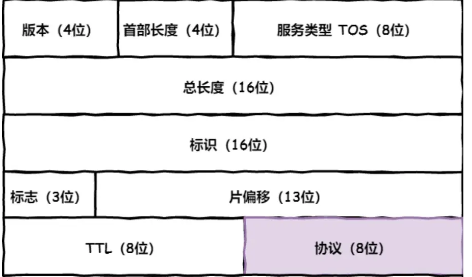 版本（4位） 首部长度（4位） 服务类型 TOS（8位）
总长度（16位）
标识（16位）
标志（3位） 片偏移（13位）
TTL（8位） 协议（8位）